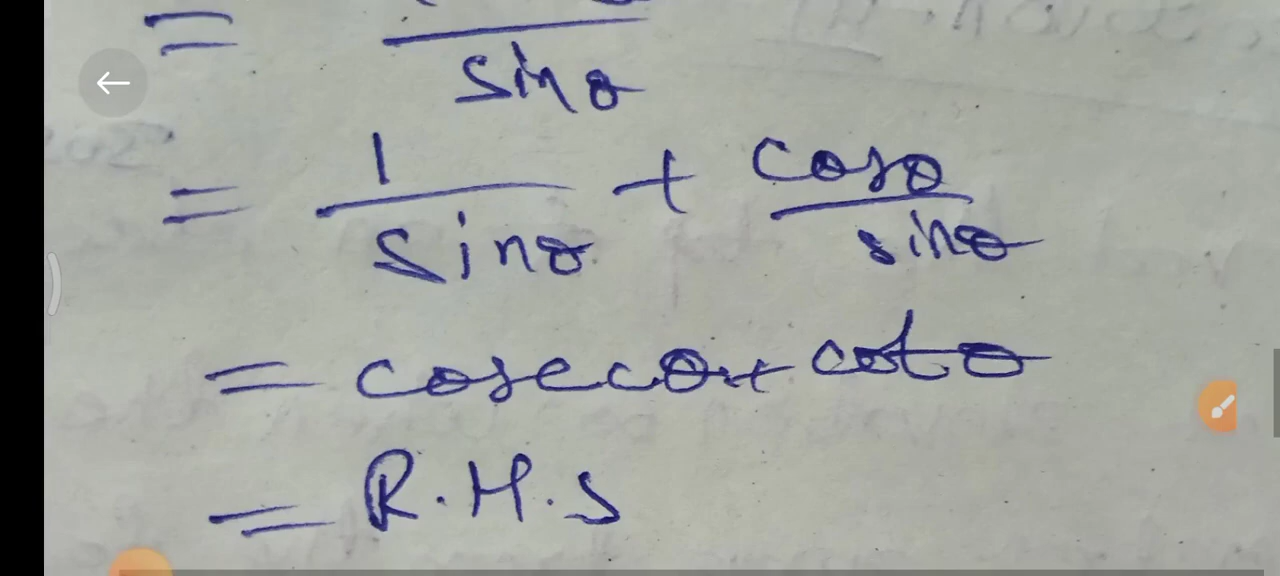 = ─── sinθ
= 1/sinθ + cosθ/sinθ
= cosecθ + cotθ
= R.H.S